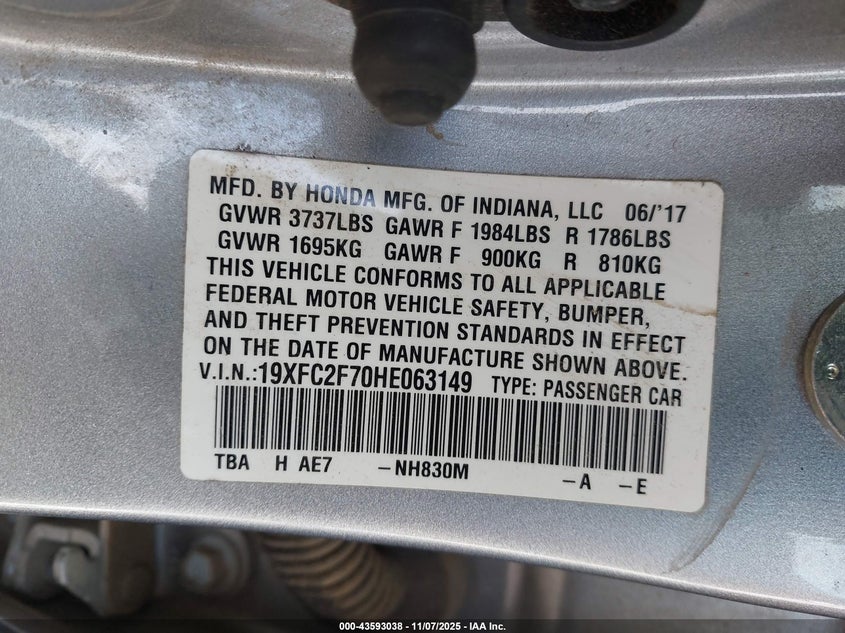 MFD. BY HONDA MFG. OF INDIANA, LLC 06/'17
GVWR 3737LBS GAWR F 1984LBS R 1786LBS
GVWR 1695KG GAWR F 900KG R 810KG
THIS VEHICLE CONFORMS TO ALL APPLICABLE
FEDERAL MOTOR VEHICLE SAFETY, BUMPER,
AND THEFT PREVENTION STANDARDS IN EFFECT
ON THE DATE OF MANUFACTURE SHOWN ABOVE.
V.I.N.:19XFC2F70HE063149 TYPE: PASSENGER CAR
TBA H AE7 –NH830M –A –E
000-43593038 - 11/07/2025 - IAA Inc.